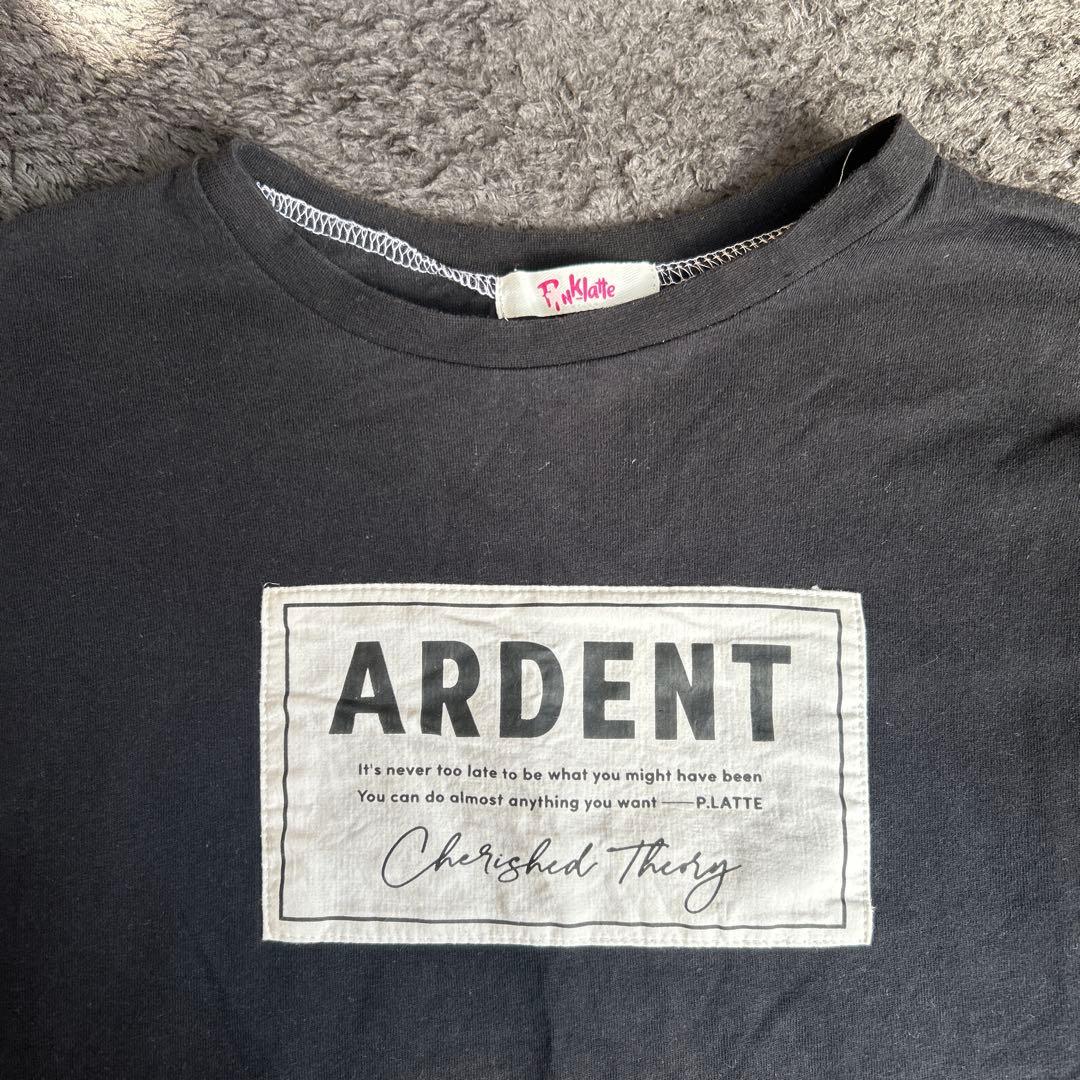 Pinklatte
ARDENT
It's never too late to be what you might have been
You can do almost anything you want ——P.LATTE
Cherished Theory